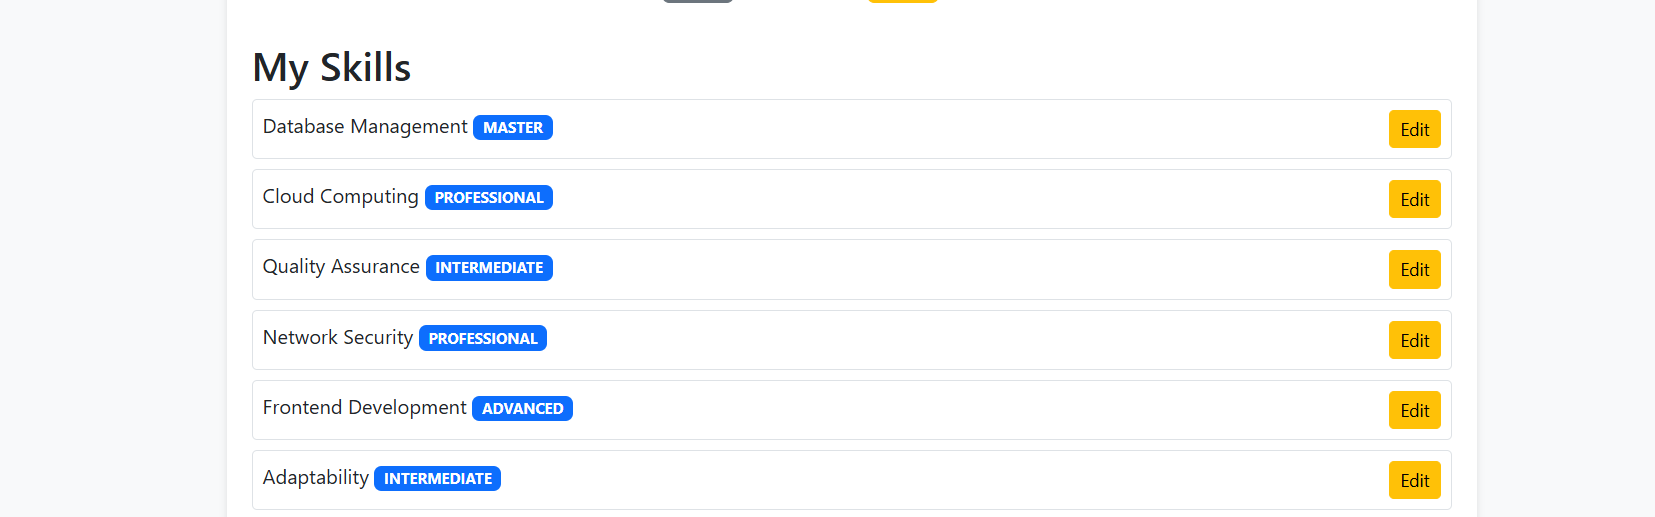 My Skills
Database Management MASTER Edit
Cloud Computing PROFESSIONAL Edit
Quality Assurance INTERMEDIATE Edit
Network Security PROFESSIONAL Edit
Frontend Development ADVANCED Edit
Adaptability INTERMEDIATE Edit